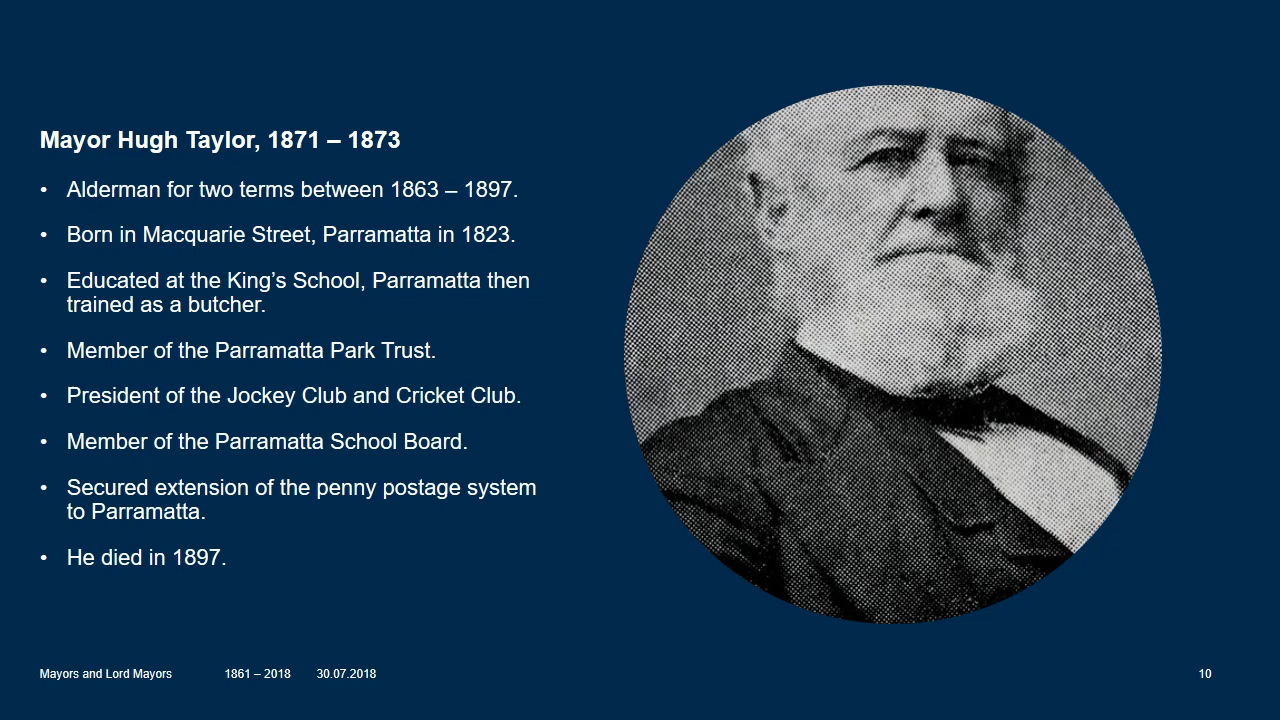 Mayor Hugh Taylor, 1871 – 1873
• Alderman for two terms between 1863 – 1897.
• Born in Macquarie Street, Parramatta in 1823.
• Educated at the King’s School, Parramatta then
trained as a butcher.
• Member of the Parramatta Park Trust.
• President of the Jockey Club and Cricket Club.
• Member of the Parramatta School Board.
• Secured extension of the penny postage system
to Parramatta.
• He died in 1897.
Mayors and Lord Mayors 1861 – 2018 30.07.2018 10